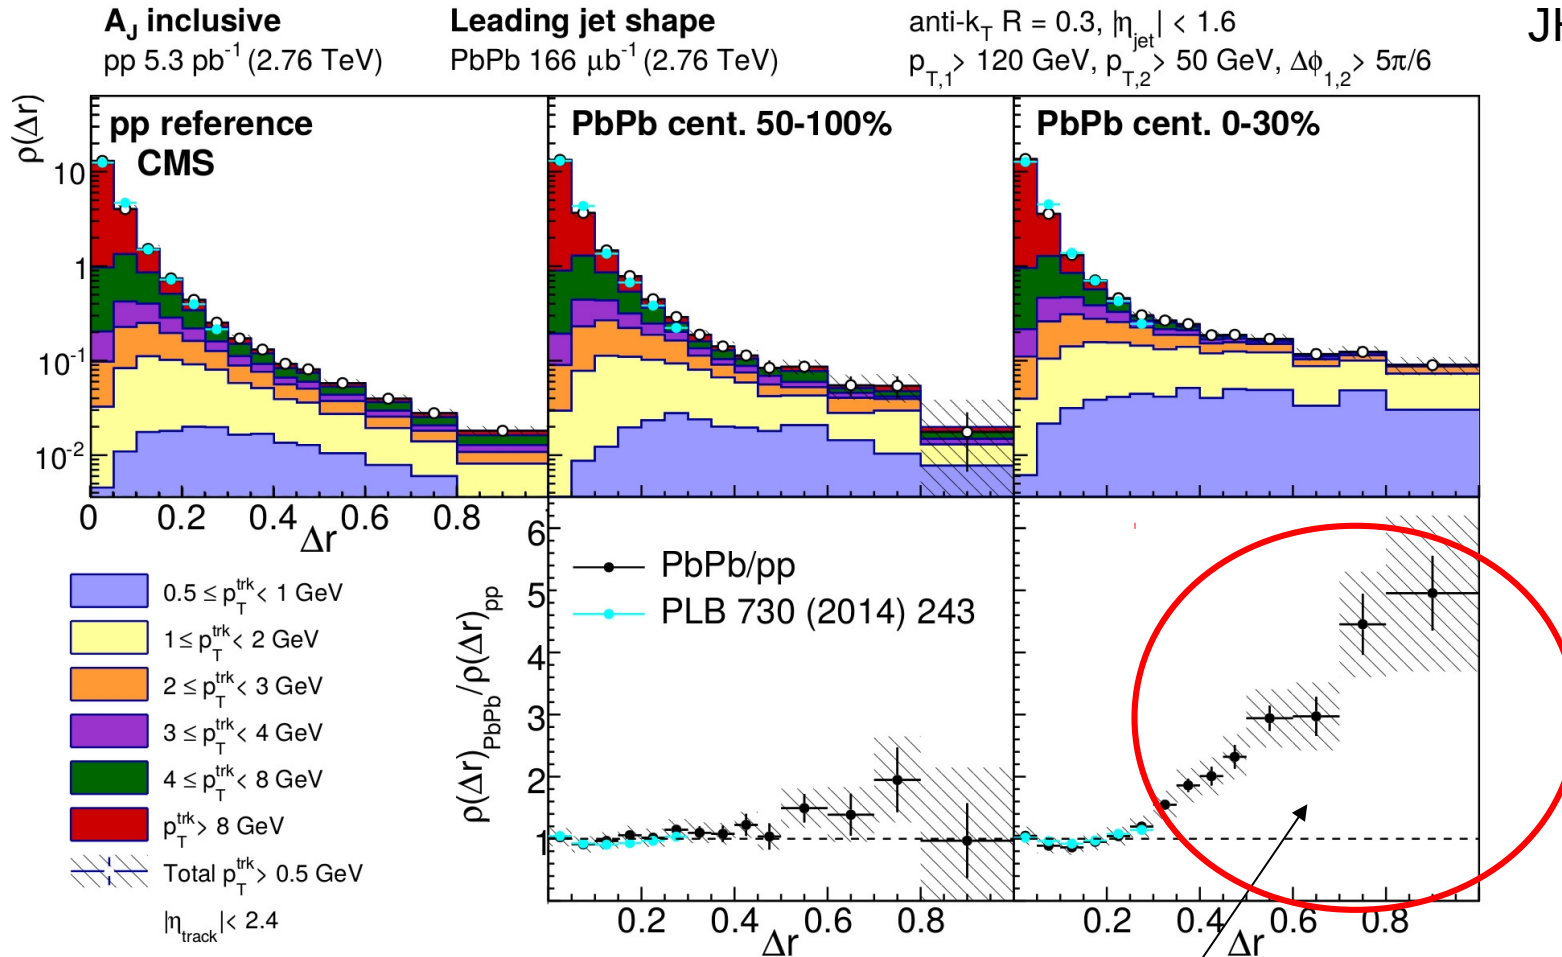 A_J inclusive
pp 5.3 pb⁻¹ (2.76 TeV)
Leading jet shape
PbPb 166 μb⁻¹ (2.76 TeV)
anti-k_T R = 0.3, |η_jet| < 1.6
p_T,1 > 120 GeV, p_T,2 > 50 GeV, Δϕ_1,2 > 5π/6
ρ(Δr)
pp reference
CMS
PbPb cent. 50-100%
PbPb cent. 0-30%
10
1
10⁻¹
10⁻²
0 0.2 0.4 0.6 0.8
Δr
0.5 ≤ p_T^trk < 1 GeV
1 ≤ p_T^trk < 2 GeV
2 ≤ p_T^trk < 3 GeV
3 ≤ p_T^trk < 4 GeV
4 ≤ p_T^trk < 8 GeV
p_T^trk > 8 GeV
Total p_T^trk > 0.5 GeV
|η_track| < 2.4
ρ(Δr)_PbPb/ρ(Δr)_pp
6
5
4
3
2
1
PbPb/pp
PLB 730 (2014) 243
0.2 0.4 0.6 0.8
Δr
0.2 0.4 0.6 0.8
Δr